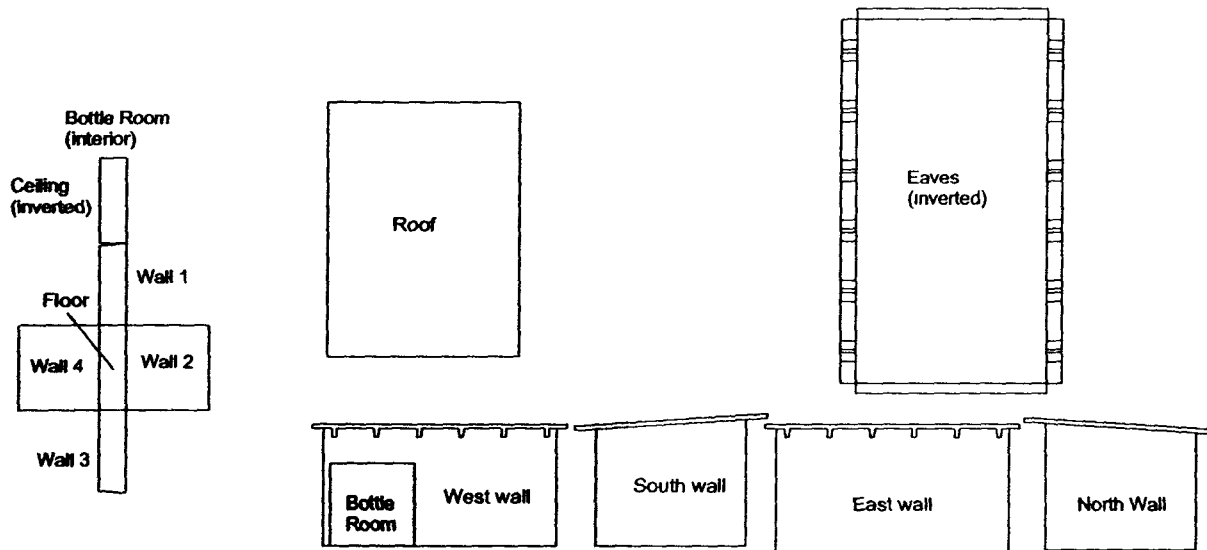 Bottle Room
(interior)
Ceiling
(inverted)
Wall 1
Floor
Wall 4
Wall 2
Wall 3
Roof
Eaves
(inverted)
Bottle
Room
West wall
South wall
East wall
North Wall